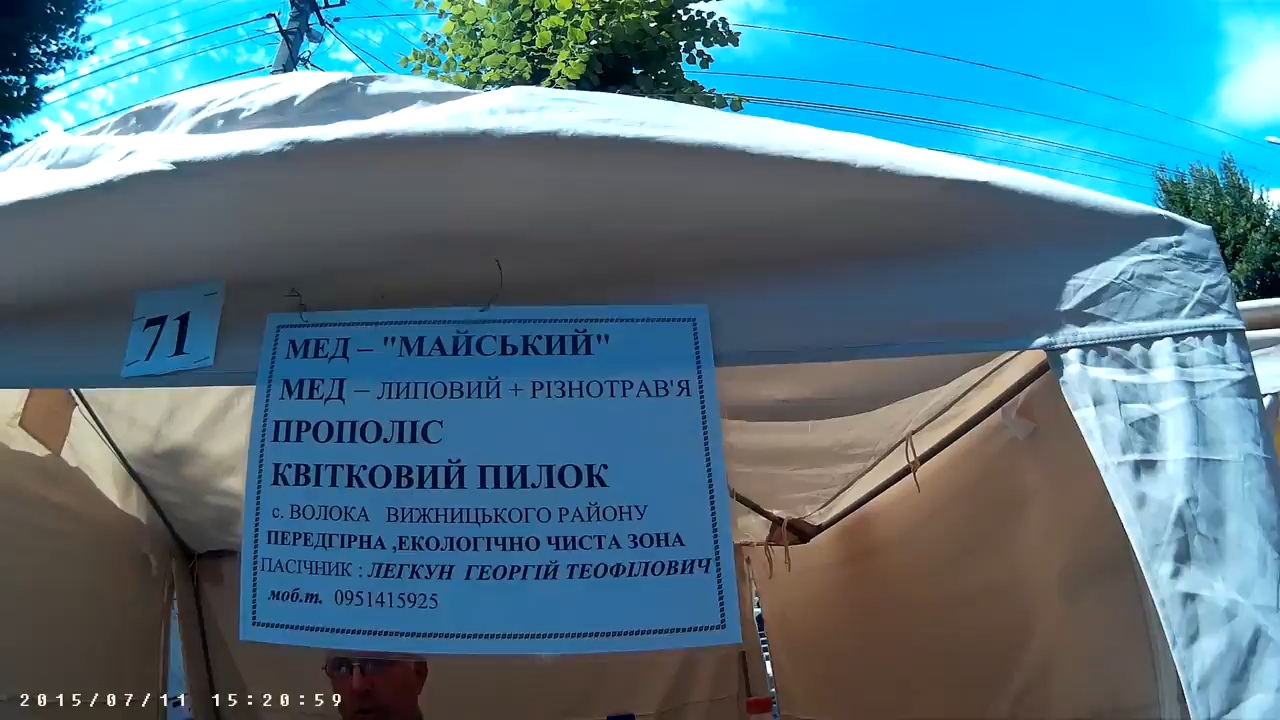 71
МЕД – "МАЙСЬКИЙ"
МЕД – ЛИПОВИЙ + РІЗНОТРАВ'Я
ПРОПОЛІС
КВІТКОВИЙ ПИЛОК
с. ВОЛОКА ВИЖНИЦЬКОГО РАЙОНУ
ПЕРЕДГІРНА ,ЕКОЛОГІЧНО ЧИСТА ЗОНА
ПАСІЧНИК : ЛЕГКУН ГЕОРГІЙ ТЕОФІЛОВИЧ
моб.т. 0951415925
2015/07/11 15:20:59